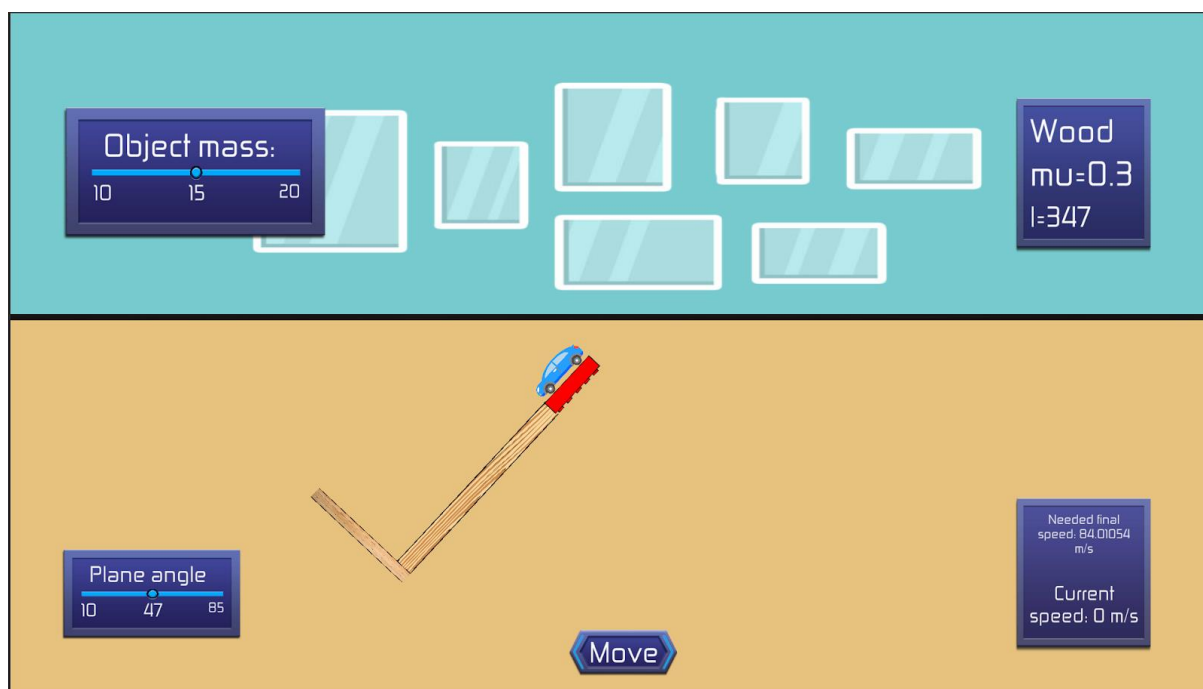 Object mass:
10 15 20
Wood
mu=0.3
l=347
Plane angle
10 47 85
Needed final
speed: 84.01054
m/s
Current
speed: 0 m/s
Move